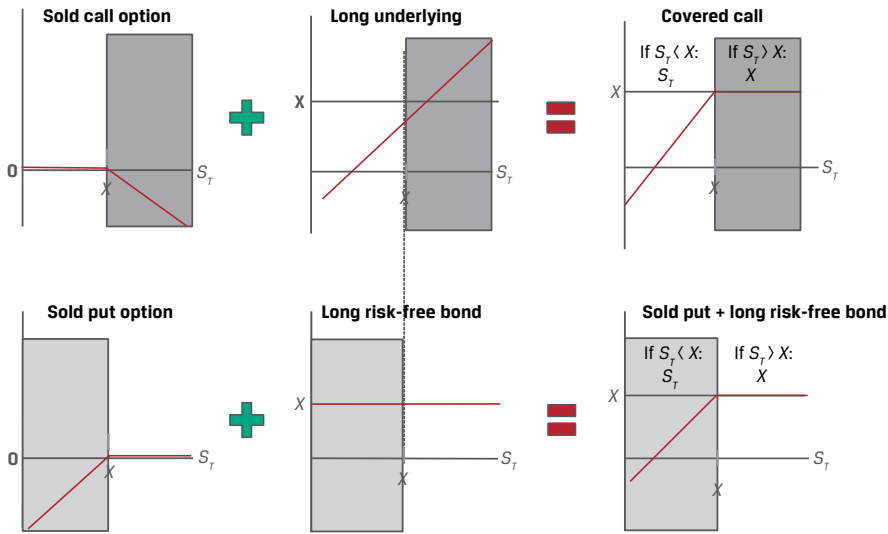 Sold call option
0
X
S_T
Long underlying
X
X
S_T
Covered call
If S_T < X:
S_T
If S_T > X:
X
X
X
S_T
Sold put option
0
X
S_T
Long risk-free bond
X
X
S_T
Sold put + long risk-free bond
If S_T < X:
S_T
If S_T > X:
X
X
X
S_T